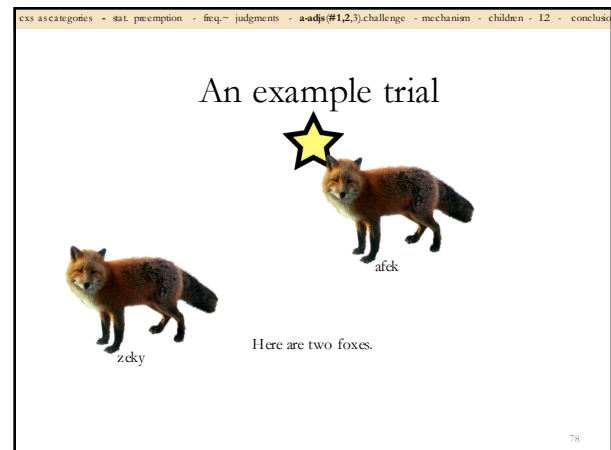 cxs as categories - stat. preemption - freq.~ judgments - a-adjs(#1,2,3).challenge - mechanism - children - L2 - conclusio
An example trial
afek
zeky
Here are two foxes.
78